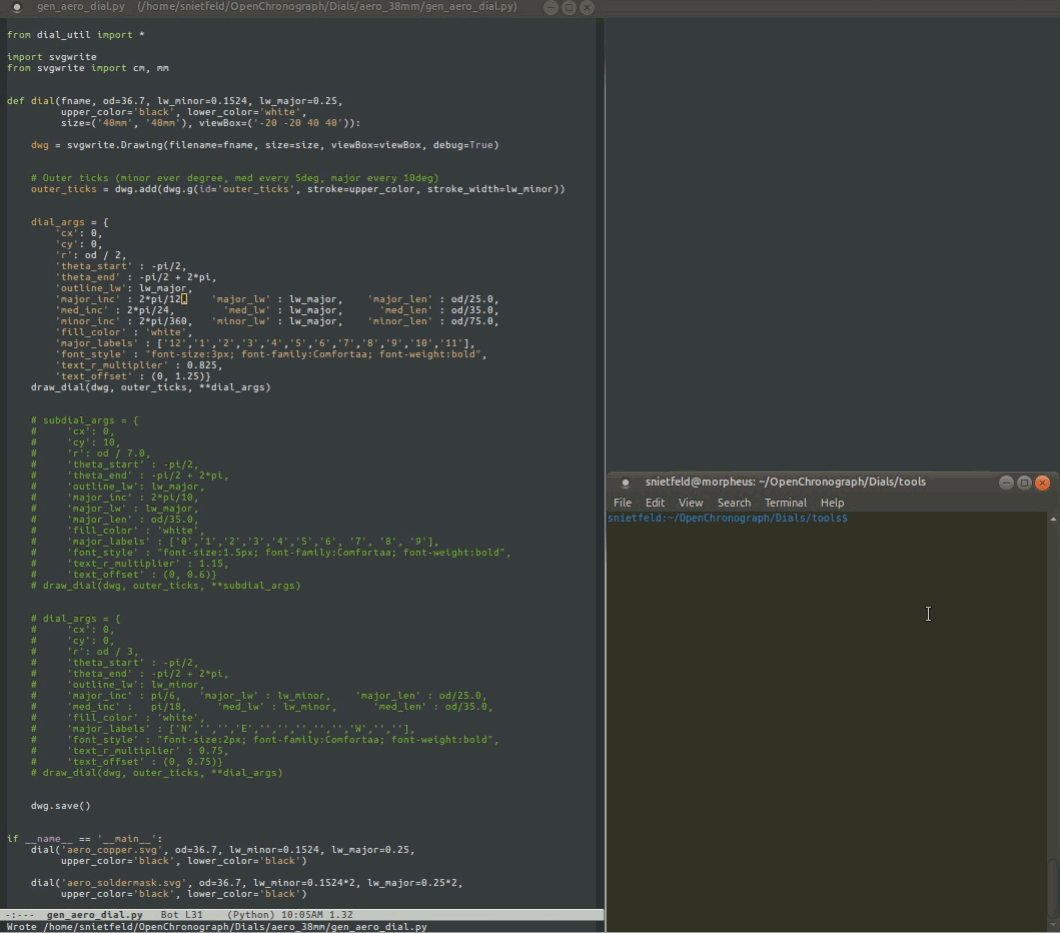 gen_aero_dial.py (/home/snietfeld/OpenChronograph/Dials/aero_38mm/gen_aero_dial.py)
from dial_util import *
import svgwrite
from svgwrite import cm, mm
def dial(fname, od=36.7, lw_minor=0.1524, lw_major=0.25,
upper_color='black', lower_color='white',
size=('40mm', '40mm'), viewBox=('-20 -20 40 40')):
dwg = svgwrite.Drawing(filename=fname, size=size, viewBox=viewBox, debug=True)
# Outer ticks (minor ever degree, med every 5deg, major every 10deg)
outer_ticks = dwg.add(dwg.g(id='outer_ticks', stroke=upper_color, stroke_width=lw_minor))
dial_args = {
'cx': 0,
'cy': 0,
'r': od / 2,
'theta_start' : -pi/2,
'theta_end' : -pi/2 + 2*pi,
'outline_lw': lw_major,
'major_inc' : 2*pi/12, 'major_lw' : lw_major, 'major_len' : od/25.0,
'med_inc' : 2*pi/24, 'med_lw' : lw_major, 'med_len' : od/35.0,
'minor_inc' : 2*pi/360, 'minor_lw' : lw_major, 'minor_len' : od/75.0,
'fill_color' : 'white',
'major_labels' : ['12','1','2','3','4','5','6','7','8','9','10','11'],
'font_style' : "font-size:3px; font-family:Comfortaa; font-weight:bold",
'text_r_multiplier' : 0.825,
'text_offset' : (0, 1.25)}
draw_dial(dwg, outer_ticks, **dial_args)
# subdial_args = {
# 'cx': 0,
# 'cy': 10,
# 'r': od / 7.0,
# 'theta_start' : -pi/2,
# 'theta_end' : -pi/2 + 2*pi,
# 'outline_lw': lw_major,
# 'major_inc' : 2*pi/10,
# 'major_lw' : lw_major,
# 'major_len' : od/35.0,
# 'fill_color' : 'white',
# 'major_labels' : ['0','1','2','3','4','5','6', '7', '8', '9'],
# 'font_style' : "font-size:1.5px; font-family:Comfortaa; font-weight:bold",
# 'text_r_multiplier' : 1.15,
# 'text_offset' : (0, 0.6)}
# draw_dial(dwg, outer_ticks, **subdial_args)
# dial_args = {
# 'cx': 0,
# 'cy': 0,
# 'r': od / 3,
# 'theta_start' : -pi/2,
# 'theta_end' : -pi/2 + 2*pi,
# 'outline_lw': lw_minor,
# 'major_inc' : pi/6, 'major_lw' : lw_minor, 'major_len' : od/25.0,
# 'med_inc' : pi/18, 'med_lw' : lw_minor, 'med_len' : od/35.0,
# 'fill_color' : 'white',
# 'major_labels' : ['N','','','E','','','','','','W','',''],
# 'font_style' : "font-size:2px; font-family:Comfortaa; font-weight:bold",
# 'text_r_multiplier' : 0.75,
# 'text_offset' : (0, 0.75)}
# draw_dial(dwg, outer_ticks, **dial_args)
dwg.save()
if __name__ == '__main__':
dial('aero_copper.svg', od=36.7, lw_minor=0.1524, lw_major=0.25,
upper_color='black', lower_color='black')
dial('aero_soldermask.svg', od=36.7, lw_minor=0.1524*2, lw_major=0.25*2,
upper_color='black', lower_color='black')
-:--- gen_aero_dial.py Bot L31 (Python) 10:05AM 1.32
Wrote /home/snietfeld/OpenChronograph/Dials/aero_38mm/gen_aero_dial.py
snietfeld@morpheus: ~/OpenChronograph/Dials/tools
File Edit View Search Terminal Help
snietfeld:~/OpenChronograph/Dials/tools$